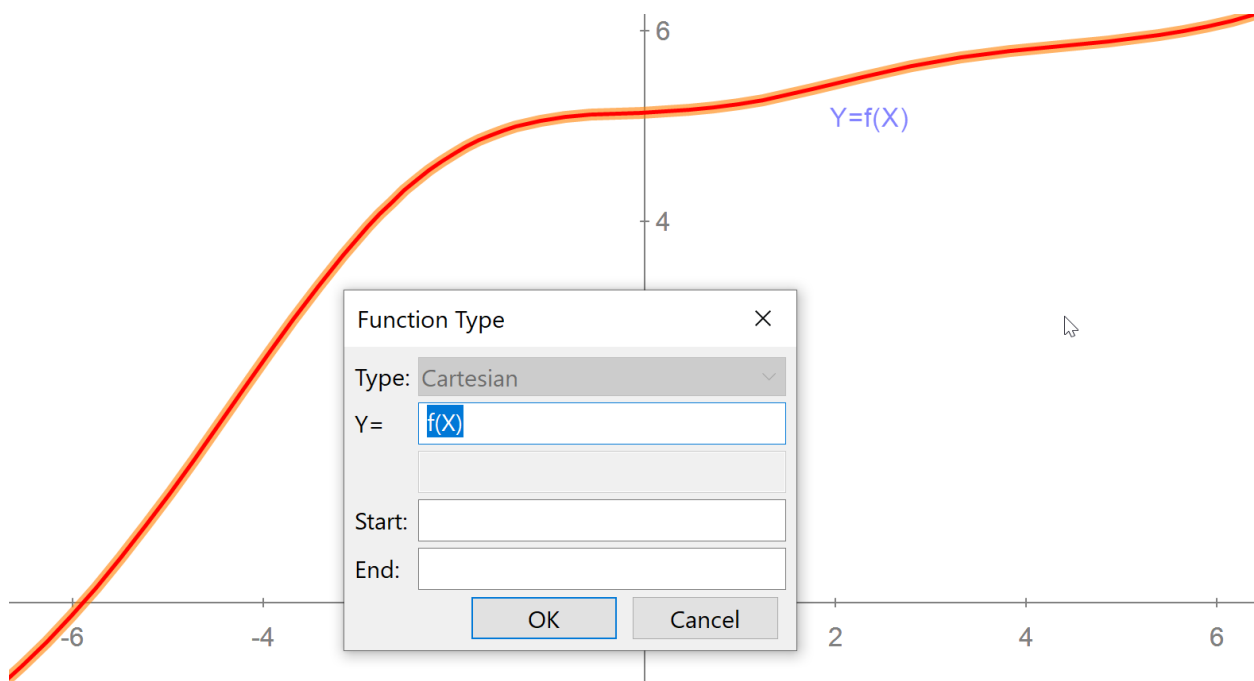 6
Y=f(X)
4
Function Type
Type: Cartesian
Y= f(X)
Start:
End:
OK Cancel
-6 -4 2 4 6